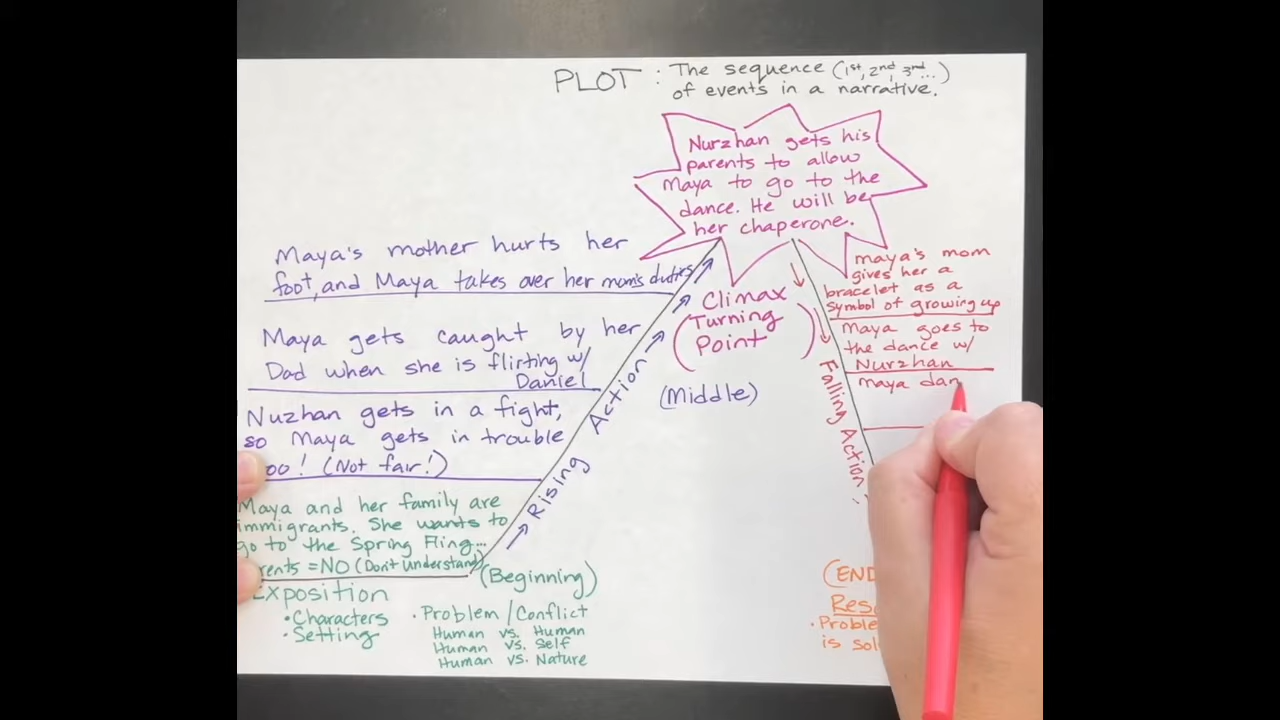 PLOT : The sequence (1st, 2nd, 3rd...)
of events in a narrative.
Nurzhan gets his
parents to allow
Maya to go to the
dance. He will be
her chaperone.
Maya's mother hurts her
foot, and Maya takes over her mom's duties
Maya gets caught by her
Dad when she is flirting w/
Daniel
Nuzhan gets in a fight,
so Maya gets in trouble
too! (Not fair!)
Maya and her family are
immigrants. She wants to
go to the Spring Fling...
=NO (Don't understand)
Exposition
•Characters
•Setting
(Beginning)
•Problem/Conflict
Human vs. Human
Human vs. Self
Human vs. Nature
Rising Action
Climax
(Turning
Point)
(Middle)
Falling Action
Maya's mom
gives her a
bracelet as a
symbol of growing up
Maya goes to
the dance w/
Nurzhan
Maya dan
(END
•Proble
is sol